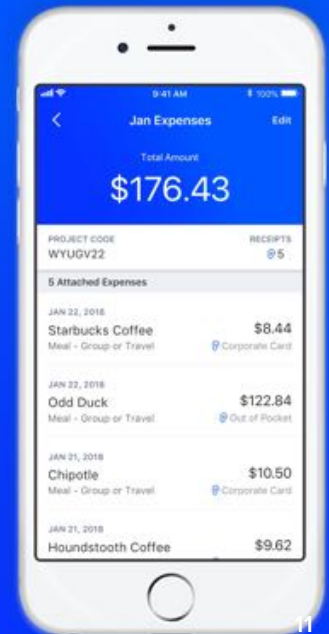 9:41 AM 100%
Jan Expenses Edit
Total Amount
$176.43
PROJECT CODE RECEIPTS
WYUGV22 5
5 Attached Expenses
JAN 22, 2018
Starbucks Coffee $8.44
Meal - Group or Travel Corporate Card
JAN 22, 2018
Odd Duck $122.84
Meal - Group or Travel Out of Pocket
JAN 21, 2018
Chipotle $10.50
Meal - Group or Travel Corporate Card
JAN 21, 2018
Houndstooth Coffee $9.62
11